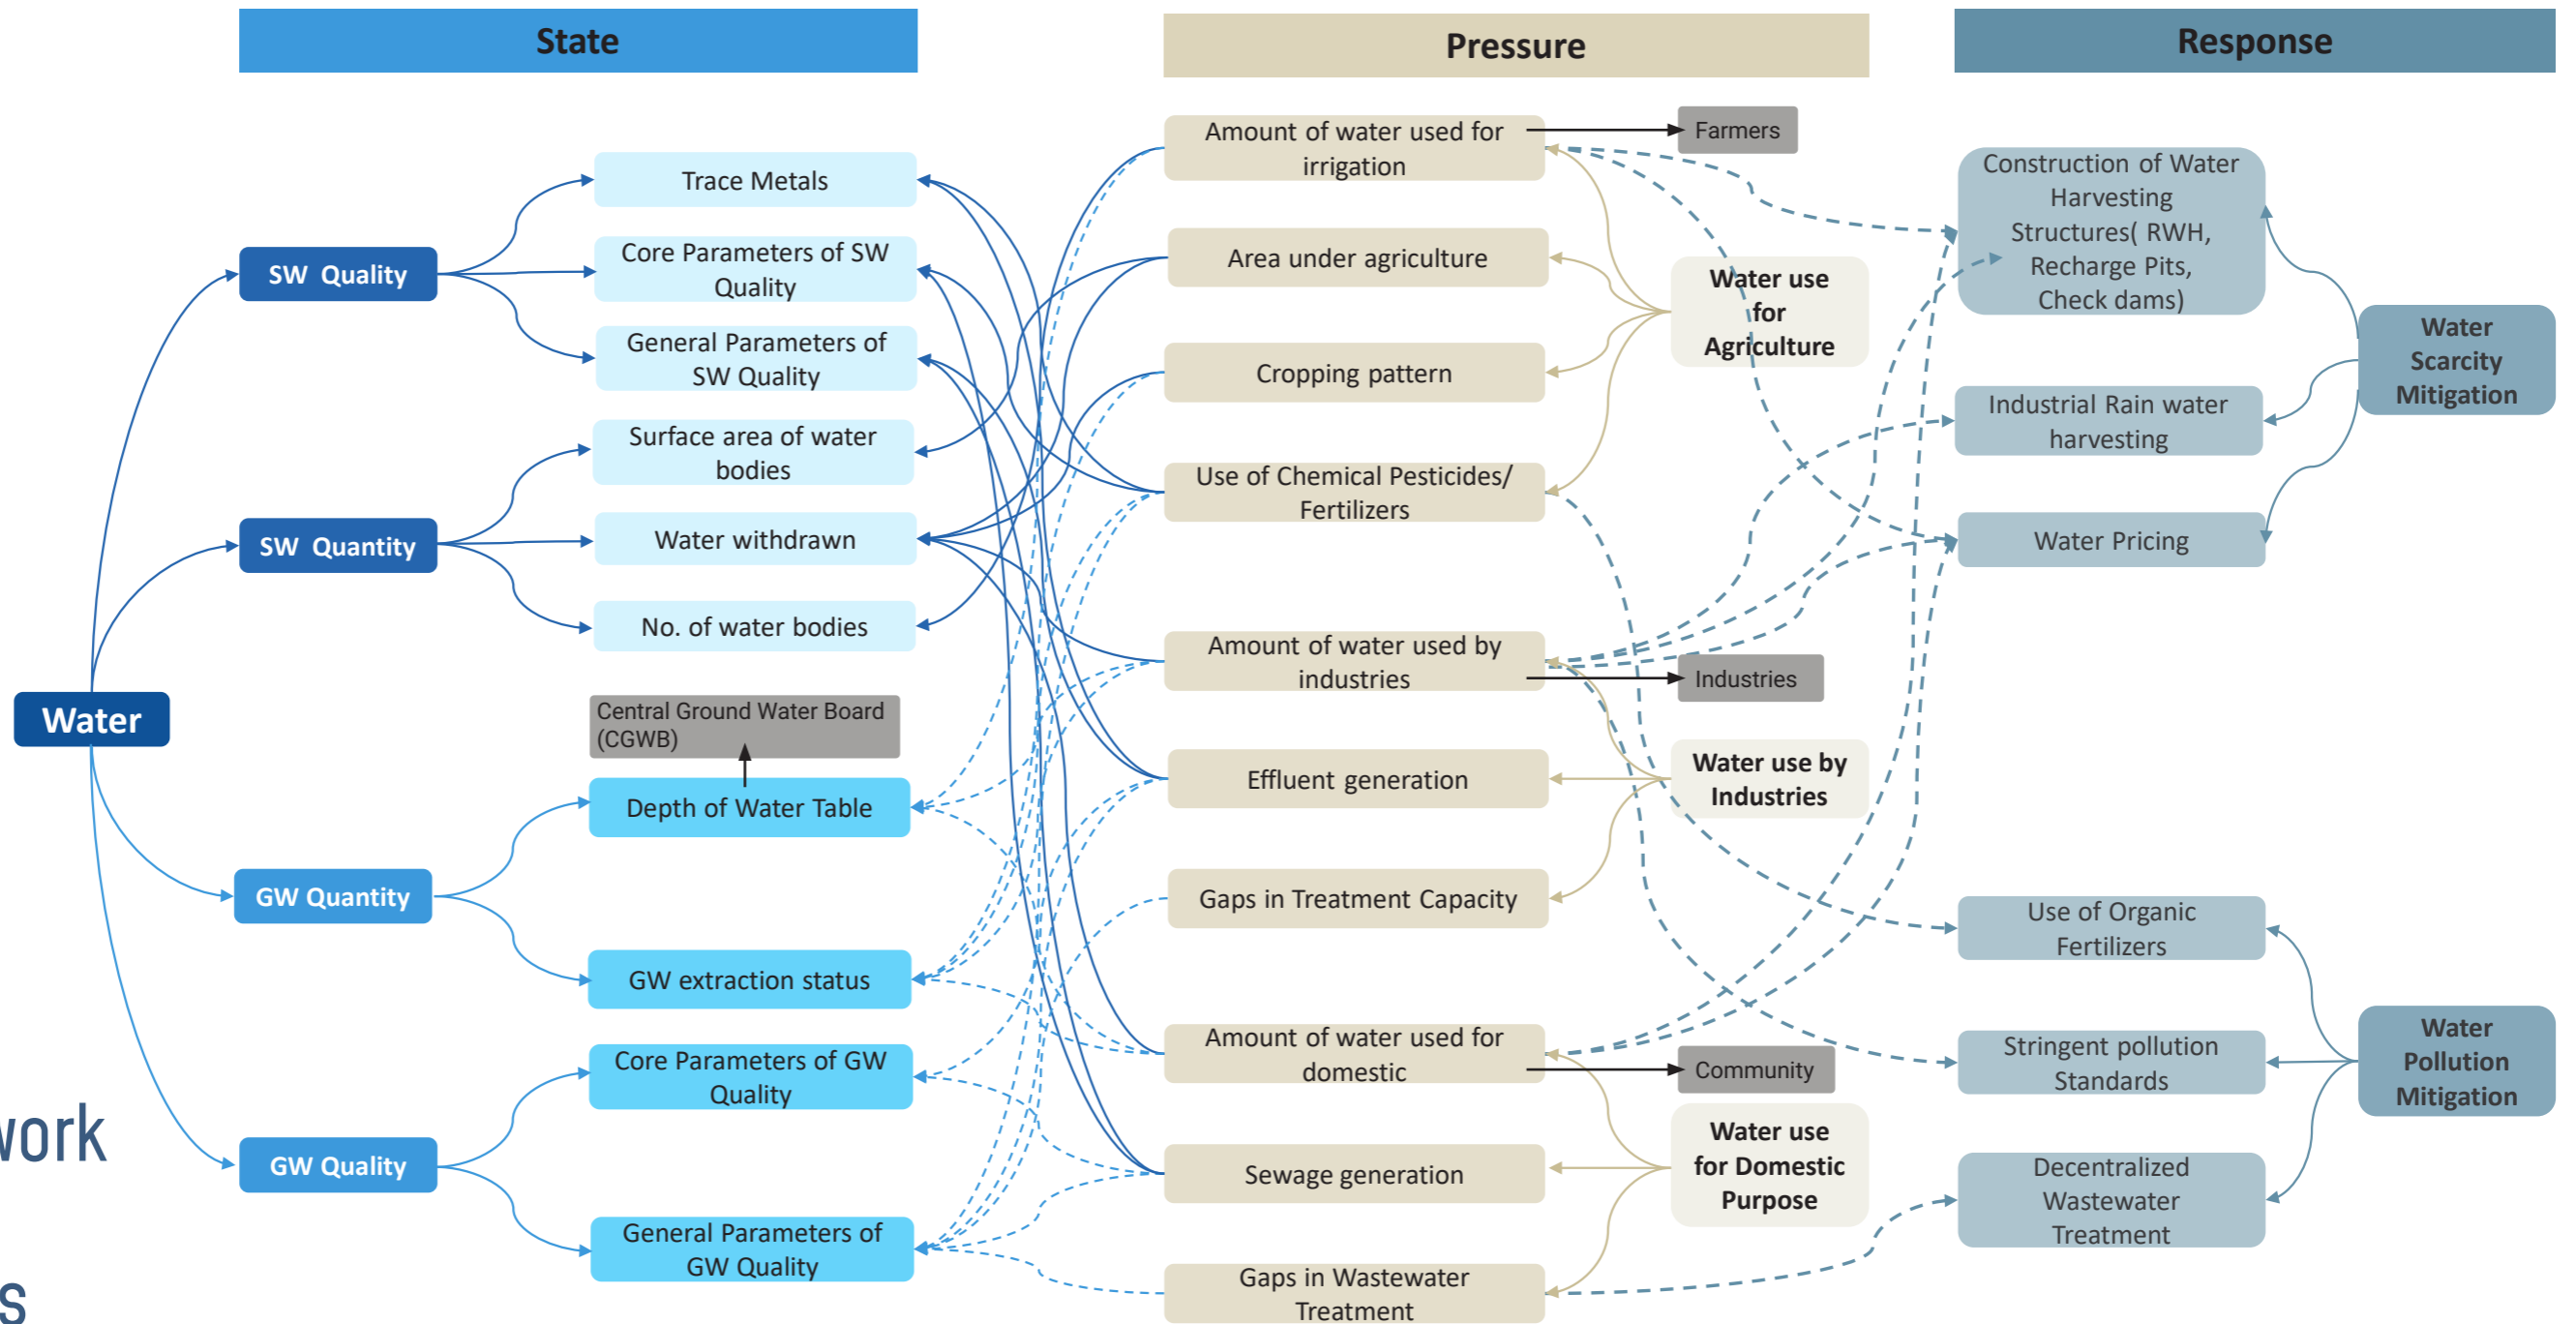 State
Pressure
Response
Water
SW Quality
SW Quantity
GW Quantity
GW Quality
Trace Metals
Core Parameters of SW
Quality
General Parameters of
SW Quality
Surface area of water
bodies
Water withdrawn
No. of water bodies
Central Ground Water Board
(CGWB)
Depth of Water Table
GW extraction status
Core Parameters of GW
Quality
General Parameters of
GW Quality
Amount of water used for
irrigation
Area under agriculture
Cropping pattern
Use of Chemical Pesticides/
Fertilizers
Amount of water used by
industries
Effluent generation
Gaps in Treatment Capacity
Amount of water used for
domestic
Sewage generation
Gaps in Wastewater
Treatment
Farmers
Water use
for
Agriculture
Industries
Water use by
Industries
Community
Water use
for Domestic
Purpose
Construction of Water
Harvesting
Structures( RWH,
Recharge Pits,
Check dams)
Industrial Rain water
harvesting
Water Pricing
Use of Organic
Fertilizers
Stringent pollution
Standards
Decentralized
Wastewater
Treatment
Water
Scarcity
Mitigation
Water
Pollution
Mitigation
work
s